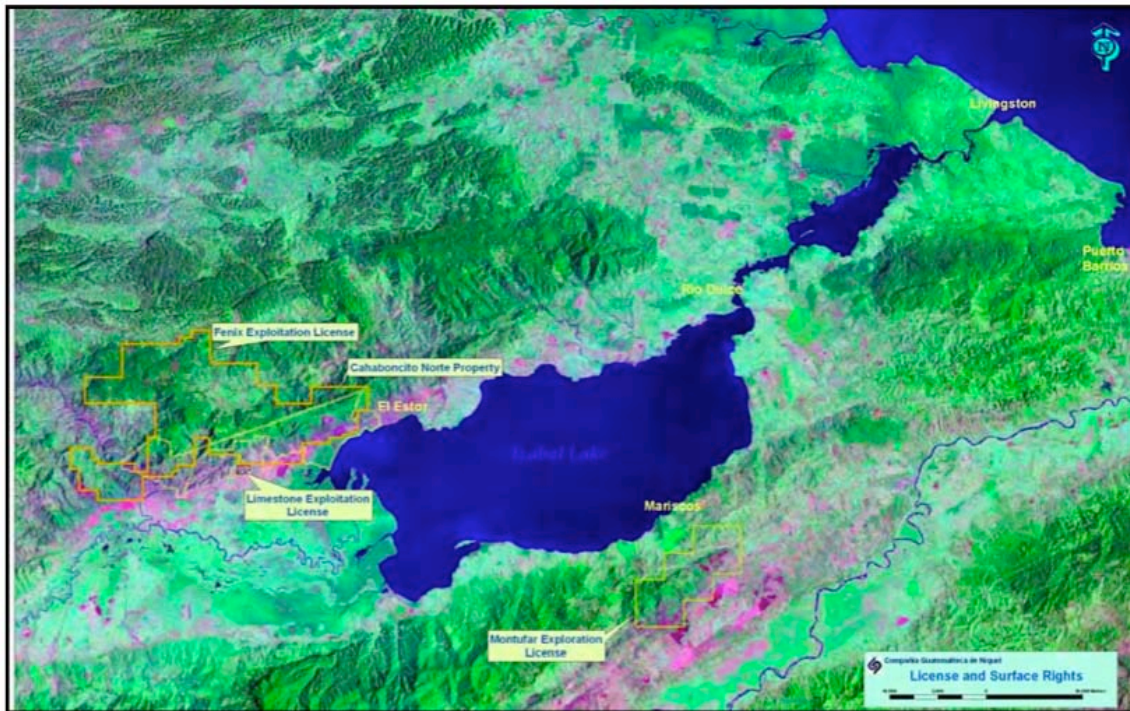 N
Livingston
Puerto
Barrios
Rio Dulce
Fenix Exploitation License
Cahaboncito Norte Property
El Estor
Izabal Lake
Limestone Exploitation
License
Mariscos
Montufar Exploration
License
Compañia Guatemalteca de Niquel
License and Surface Rights